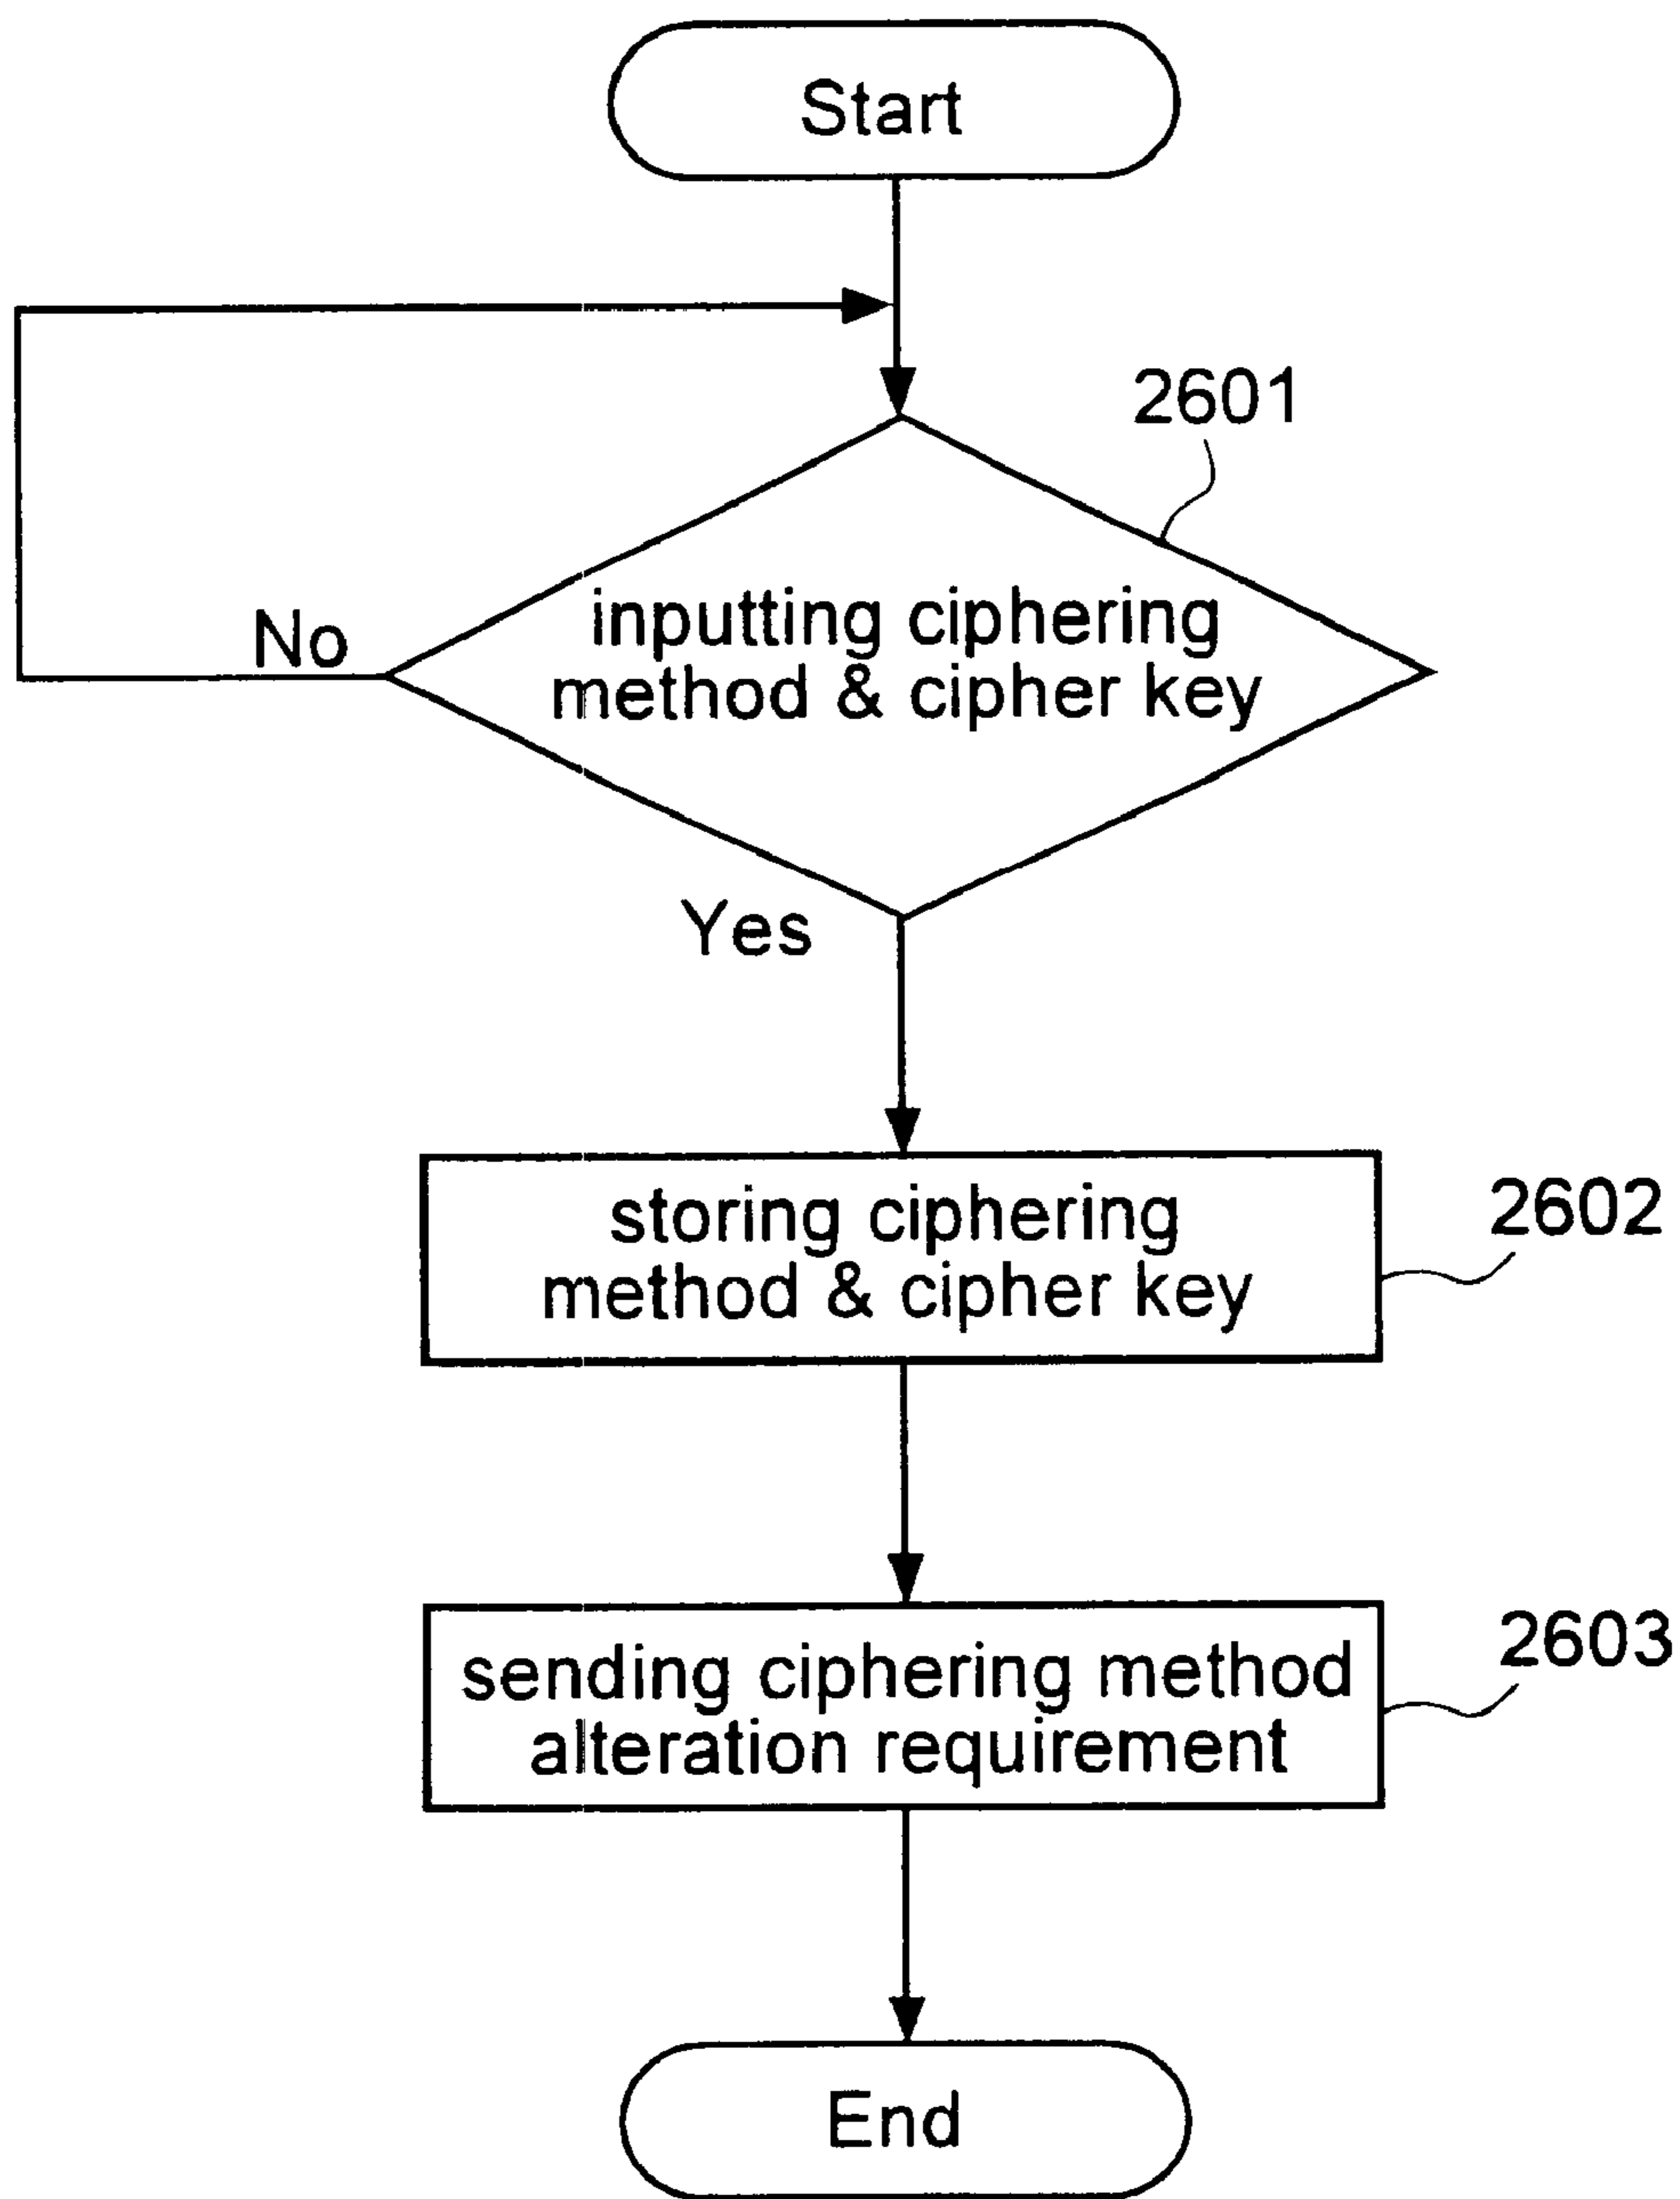 Start
2601
inputting ciphering
method & cipher key
No
Yes
storing ciphering
method & cipher key
2602
sending ciphering method
alteration requirement
2603
End